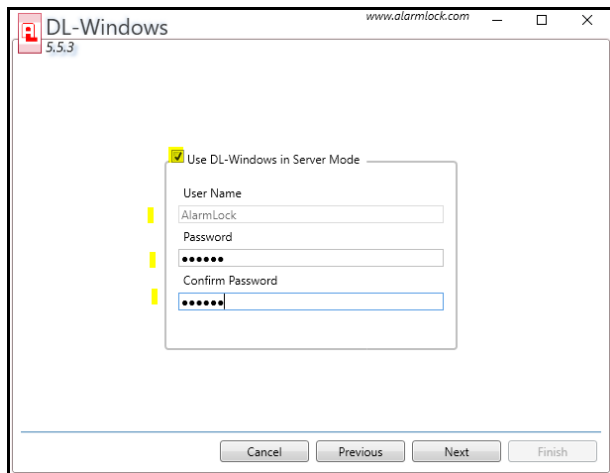 www.alarmlock.com
DL-Windows
5.5.3
Use DL-Windows in Server Mode
User Name
AlarmLock
Password
••••••
Confirm Password
••••••
Cancel
Previous
Next
Finish